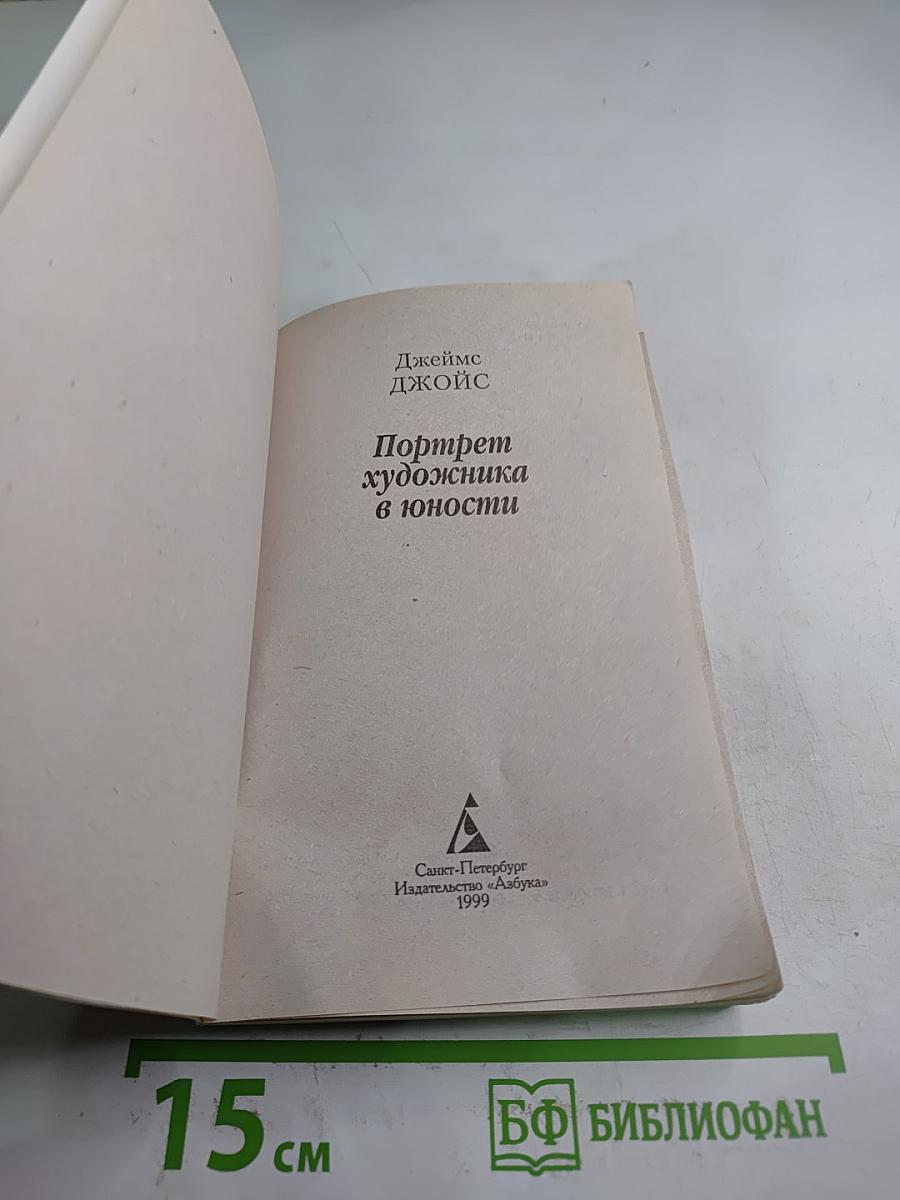 Джеймс
ДЖОЙС
Портрет
художника
в юности
Санкт-Петербург
Издательство «Азбука»
1999
15 см
БФ БИБЛИОФАН